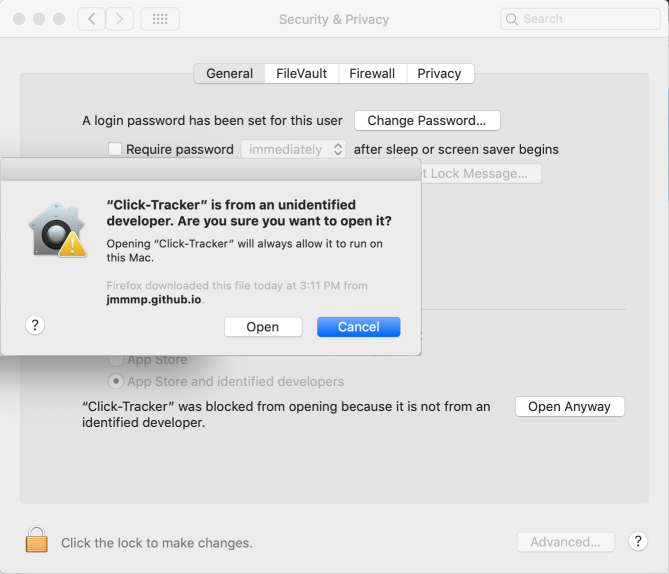 Security & Privacy
Search
General
FileVault
Firewall
Privacy
A login password has been set for this user
Change Password...
Require password
immediately
after sleep or screen saver begins
Lock Message...
“Click-Tracker” is from an unidentified
developer. Are you sure you want to open it?
Opening “Click-Tracker” will always allow it to run on
this Mac.
Firefox downloaded this file today at 3:11 PM from
jmmmp.github.io.
?
Open
Cancel
App Store
App Store and identified developers
“Click-Tracker” was blocked from opening because it is not from an
identified developer.
Open Anyway
Click the lock to make changes.
Advanced...
?